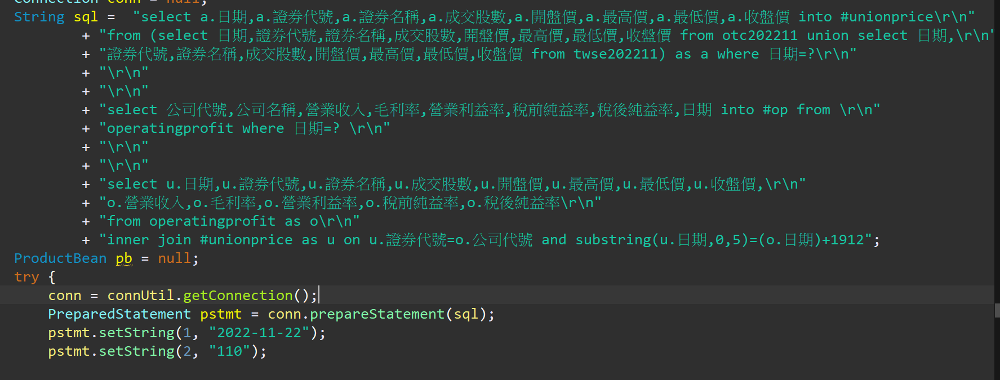 Connection conn = null;
String sql =  "select a.日期,a.證券代號,a.證券名稱,a.成交股數,a.開盤價,a.最高價,a.最低價,a.收盤價 into #unionprice\r\n"
+ "from (select 日期,證券代號,證券名稱,成交股數,開盤價,最高價,最低價,收盤價 from otc202211 union select 日期,\r\n"
+ "證券代號,證券名稱,成交股數,開盤價,最高價,最低價,收盤價 from twse202211) as a where 日期=?\r\n"
+ "\r\n"
+ "\r\n"
+ "select 公司代號,公司名稱,營業收入,毛利率,營業利益率,稅前純益率,稅後純益率,日期 into #op from \r\n"
+ "operatingprofit where 日期=? \r\n"
+ "\r\n"
+ "\r\n"
+ "select u.日期,u.證券代號,u.證券名稱,u.成交股數,u.開盤價,u.最高價,u.最低價,u.收盤價,\r\n"
+ "o.營業收入,o.毛利率,o.營業利益率,o.稅前純益率,o.稅後純益率\r\n"
+ "from operatingprofit as o\r\n"
+ "inner join #unionprice as u on u.證券代號=o.公司代號 and substring(u.日期,0,5)=(o.日期)+1912";
ProductBean pb = null;
try {
conn = connUtil.getConnection();
PreparedStatement pstmt = conn.prepareStatement(sql);
pstmt.setString(1, "2022-11-22");
pstmt.setString(2, "110");